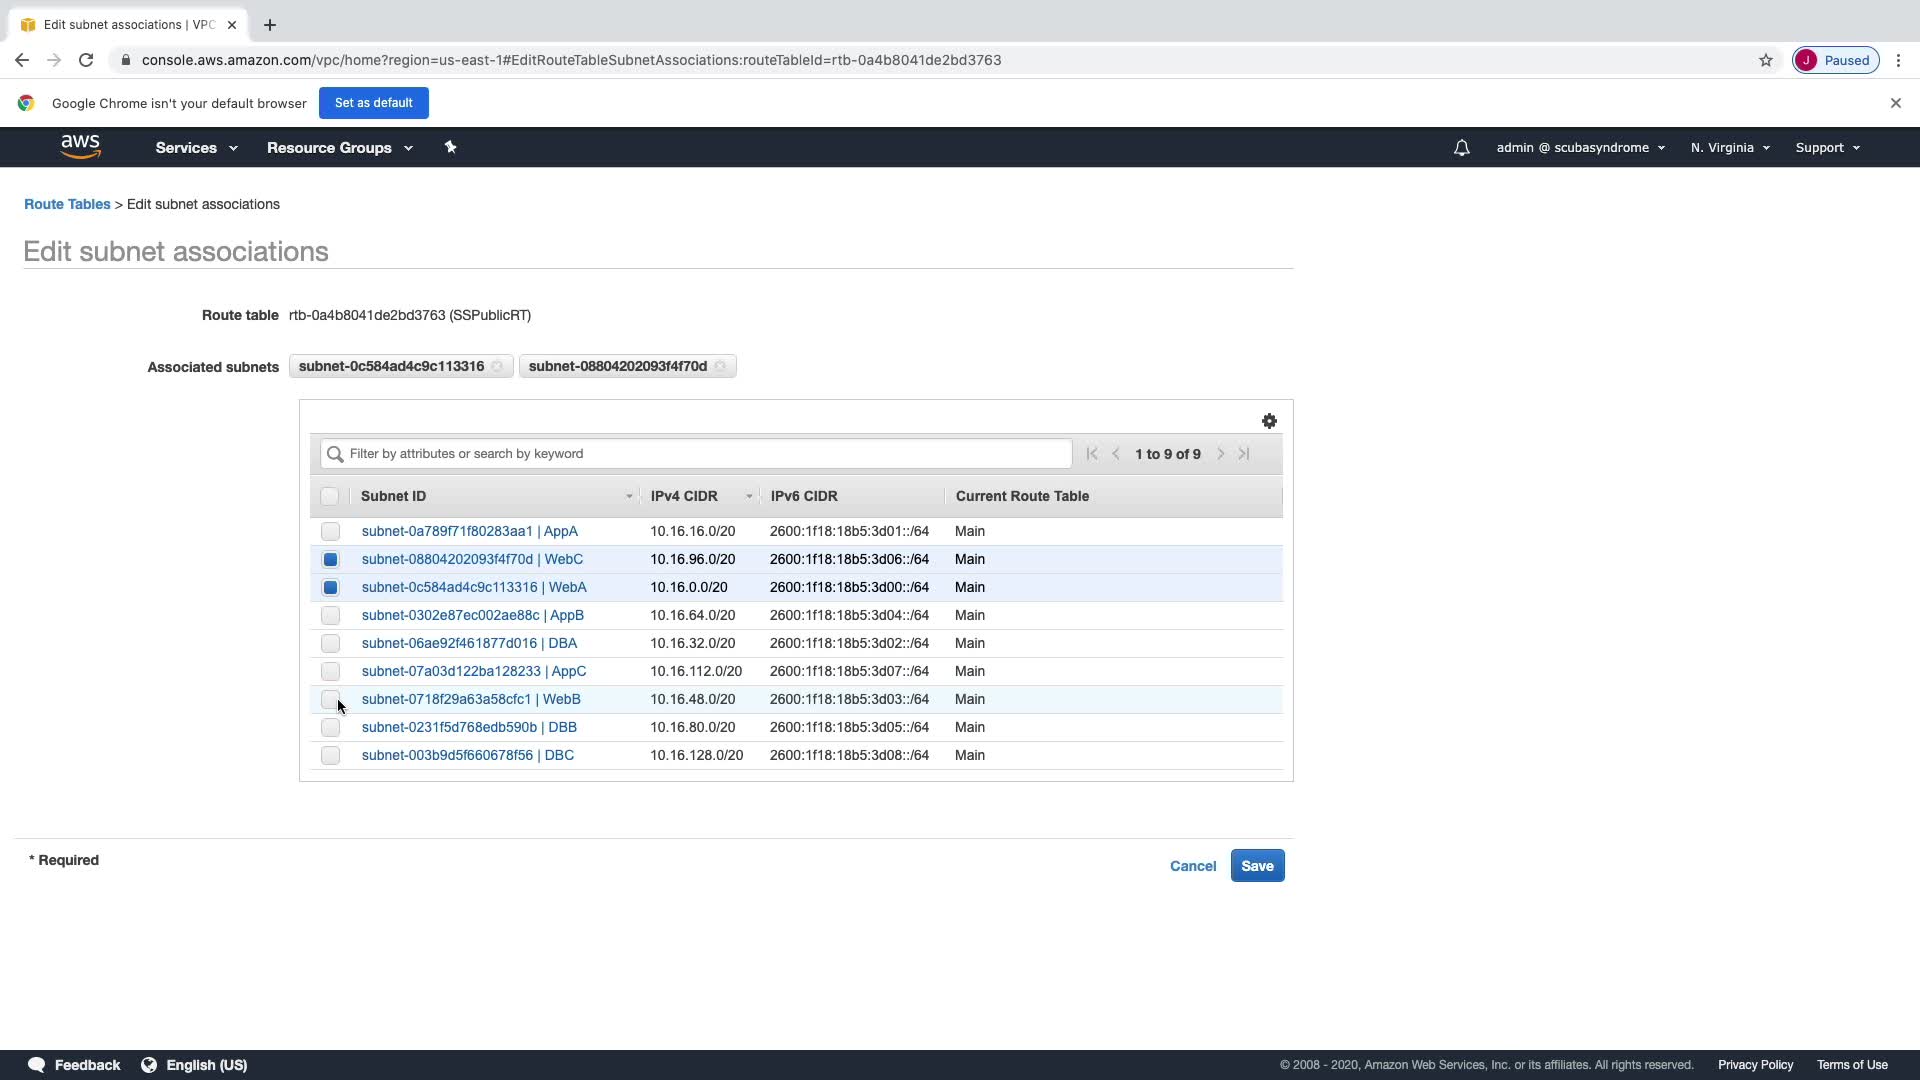 Edit subnet associations | VPC
console.aws.amazon.com/vpc/home?region=us-east-1#EditRouteTableSubnetAssociations:routeTableId=rtb-0a4b8041de2bd3763
J Paused
Google Chrome isn't your default browser Set as default
aws Services Resource Groups admin @ scubasyndrome N. Virginia Support
Route Tables > Edit subnet associations
Edit subnet associations
Route table rtb-0a4b8041de2bd3763 (SSPublicRT)
Associated subnets subnet-0c584ad4c9c113316 subnet-08804202093f4f70d
Filter by attributes or search by keyword 1 to 9 of 9
Subnet ID IPv4 CIDR IPv6 CIDR Current Route Table
subnet-0a789f71f80283aa1 | AppA 10.16.16.0/20 2600:1f18:18b5:3d01::/64 Main
subnet-08804202093f4f70d | WebC 10.16.96.0/20 2600:1f18:18b5:3d06::/64 Main
subnet-0c584ad4c9c113316 | WebA 10.16.0.0/20 2600:1f18:18b5:3d00::/64 Main
subnet-0302e87ec002ae88c | AppB 10.16.64.0/20 2600:1f18:18b5:3d04::/64 Main
subnet-06ae92f461877d016 | DBA 10.16.32.0/20 2600:1f18:18b5:3d02::/64 Main
subnet-07a03d122ba128233 | AppC 10.16.112.0/20 2600:1f18:18b5:3d07::/64 Main
subnet-0718f29a63a58cfc1 | WebB 10.16.48.0/20 2600:1f18:18b5:3d03::/64 Main
subnet-0231f5d768edb590b | DBB 10.16.80.0/20 2600:1f18:18b5:3d05::/64 Main
subnet-003b9d5f660678f56 | DBC 10.16.128.0/20 2600:1f18:18b5:3d08::/64 Main
* Required Cancel Save
Feedback English (US) © 2008 - 2020, Amazon Web Services, Inc. or its affiliates. All rights reserved. Privacy Policy Terms of Use